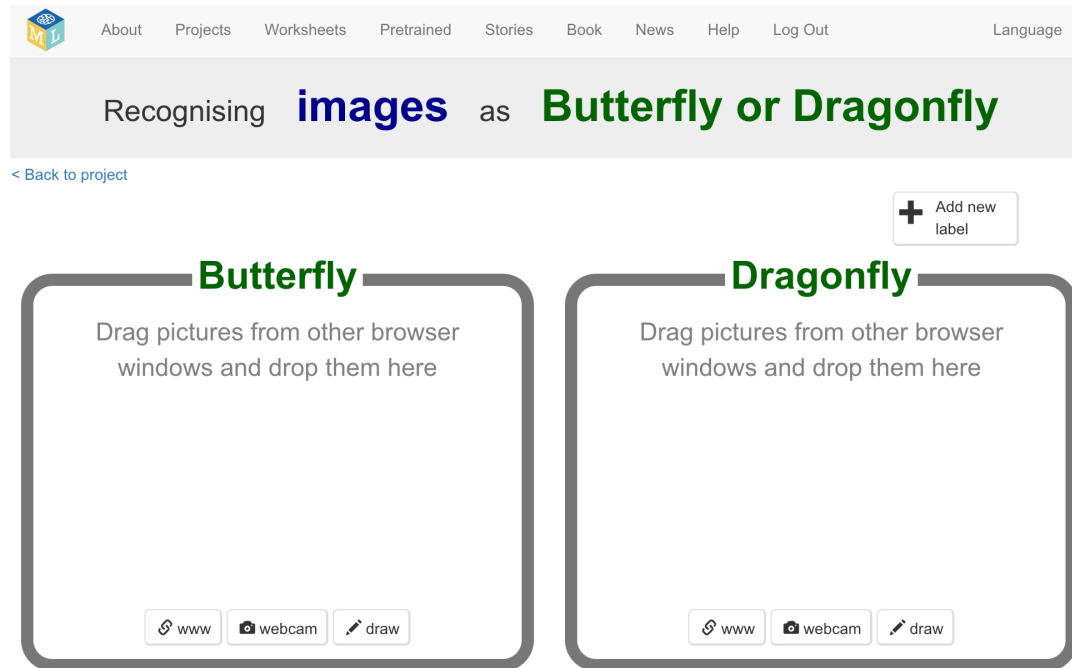 M L
About Projects Worksheets Pretrained Stories Book News Help Log Out Language
Recognising images as Butterfly or Dragonfly
< Back to project
Add new
label
Butterfly
Drag pictures from other browser
windows and drop them here
www webcam draw
Dragonfly
Drag pictures from other browser
windows and drop them here
www webcam draw